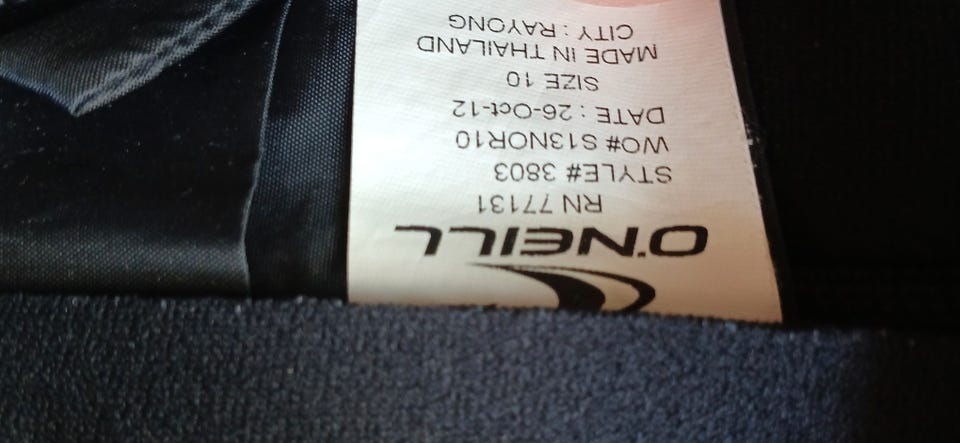 O'NEILL
RN 77131
STYLE# 3803
WO# S13NOR10
DATE : 26-Oct-12
SIZE 10
MADE IN THAILAND
CITY : RAYONG